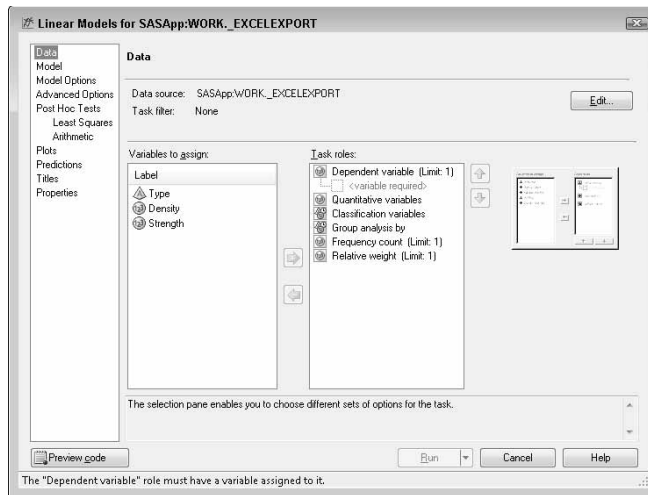 Linear Models for SASApp:WORK._EXCELEXPORT
Data
Model
Model Options
Advanced Options
Post Hoc Tests
Least Squares
Arithmetic
Plots
Predictions
Titles
Properties
Data
Data source: SASApp:WORK._EXCELEXPORT
Task filter: None
Edit...
Variables to assign:
Label
Type
Density
Strength
Task roles:
Dependent variable (Limit: 1)
<variable required>
Quantitative variables
Classification variables
Group analysis by
Frequency count (Limit: 1)
Relative weight (Limit: 1)
The selection pane enables you to choose different sets of options for the task.
Preview code
Run
Cancel
Help
The "Dependent variable" role must have a variable assigned to it.